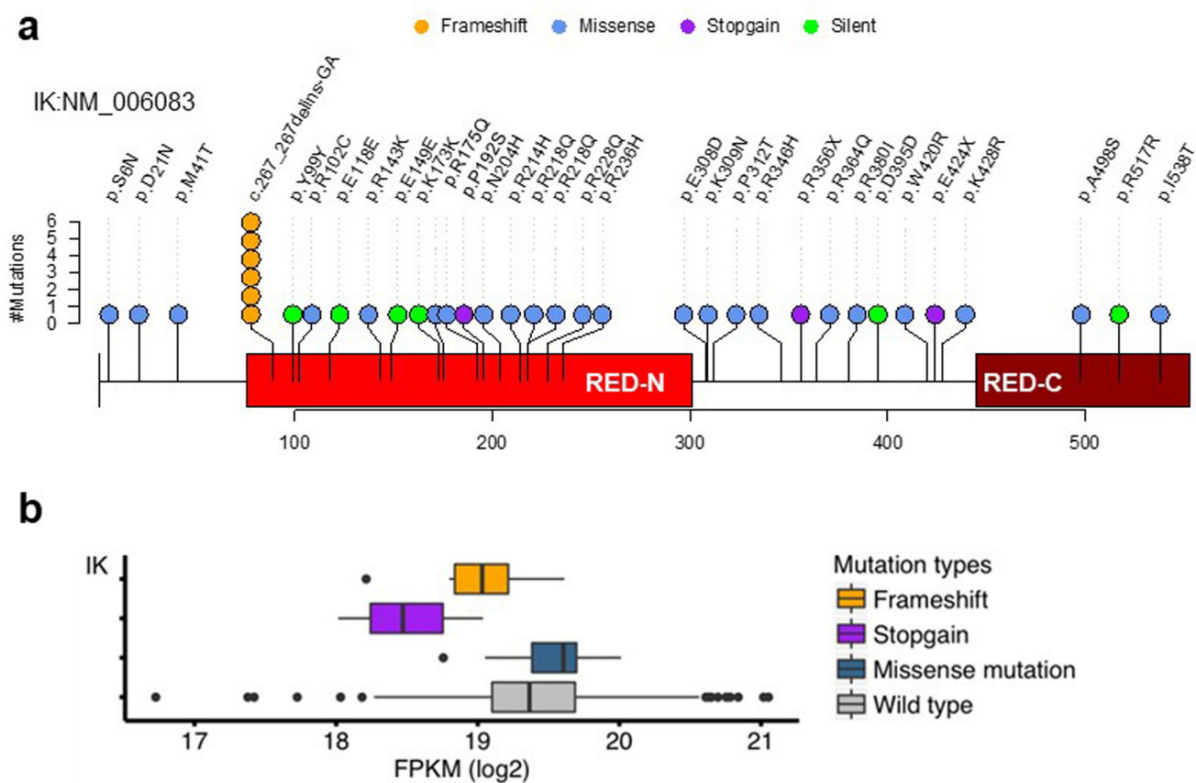 a
Frameshift Missense Stopgain Silent
IK:NM_006083
p.S6N
p.D21N
p.M41T
c.267_267delins-GA
p.Y99Y
p.R102C
p.E118E
p.R143K
p.E149E
p.K173K
p.R175Q
p.P192S
p.N204H
p.R214H
p.R218Q
p.R218Q
p.R228Q
p.R236H
p.E308D
p.K309N
p.P312T
p.R346H
p.R356X
p.R364Q
p.R380I
p.D395D
p.W420R
p.E424X
p.K428R
p.A498S
p.R517R
p.I538T
#Mutations
6
5
4
3
2
1
0
RED-N
RED-C
100 200 300 400 500
b
IK
Mutation types
Frameshift
Stopgain
Missense mutation
Wild type
17 18 19 20 21
FPKM (log2)